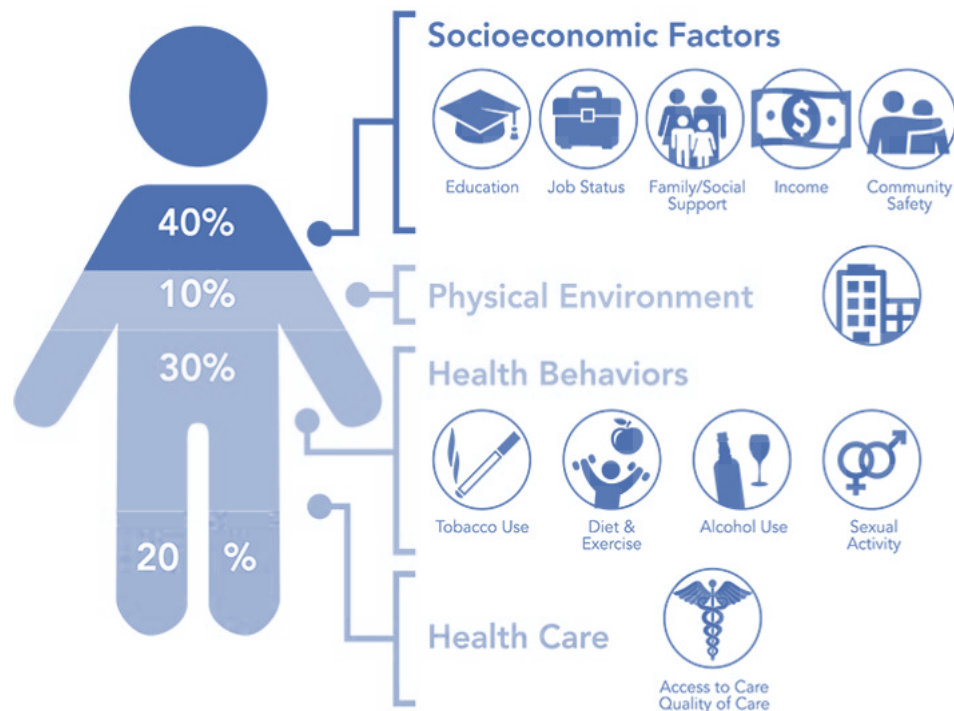 Socioeconomic Factors
Education
Job Status
Family/Social
Support
$
Income
Community
Safety
40%
10%
Physical Environment
30%
Health Behaviors
Tobacco Use
Diet &
Exercise
Alcohol Use
Sexual
Activity
20 %
Health Care
Access to Care
Quality of Care